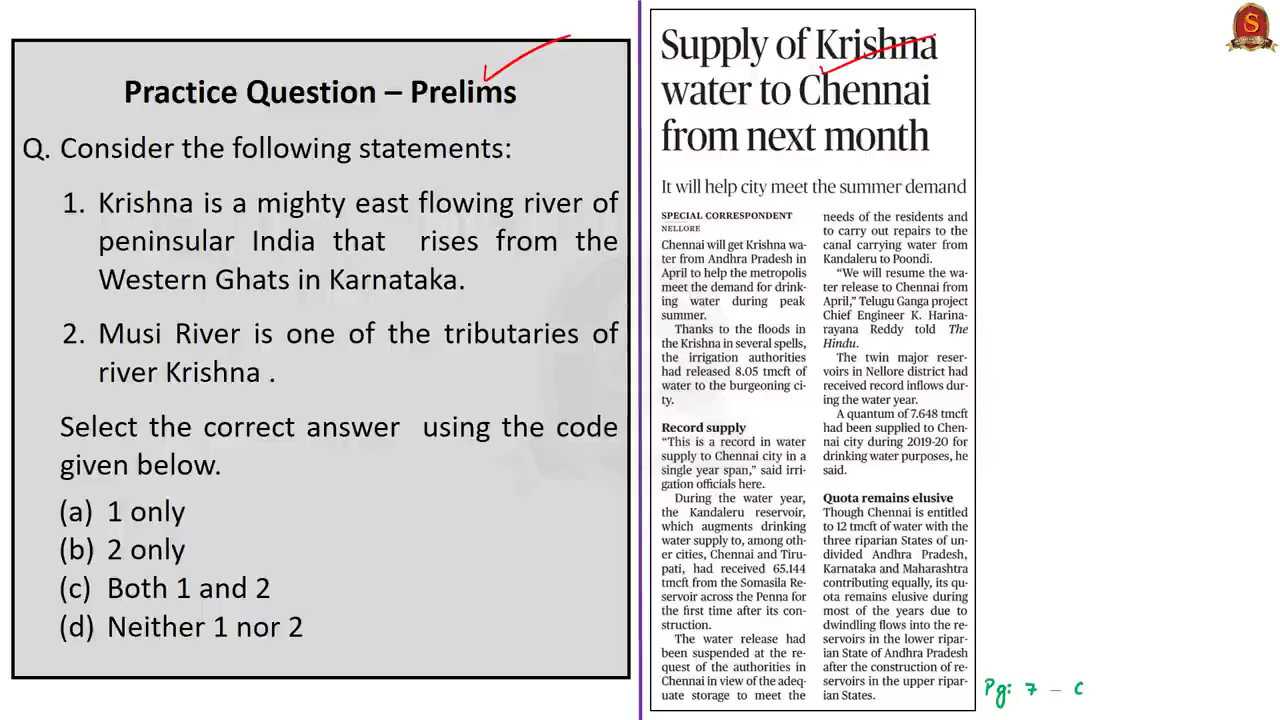 Practice Question – Prelims
Q. Consider the following statements:
1. Krishna is a mighty east flowing river of
peninsular India that rises from the
Western Ghats in Karnataka.
2. Musi River is one of the tributaries of
river Krishna .
Select the correct answer using the code
given below.
(a) 1 only
(b) 2 only
(c) Both 1 and 2
(d) Neither 1 nor 2
Supply of Krishna
water to Chennai
from next month
It will help city meet the summer demand
SPECIAL CORRESPONDENT
NELLORE
Chennai will get Krishna wa-
ter from Andhra Pradesh in
April to help the metropolis
meet the demand for drink-
ing water during peak
summer.
Thanks to the floods in
the Krishna in several spells,
the irrigation authorities
had released 8.05 tmcft of
water to the burgeoning ci-
ty.
Record supply
“This is a record in water
supply to Chennai city in a
single year span,” said irri-
gation officials here.
During the water year,
the Kandaleru reservoir,
which augments drinking
water supply to, among oth-
er cities, Chennai and Tiru-
pati, had received 65.144
tmcft from the Somasila Re-
servoir across the Penna for
the first time after its con-
struction.
The water release had
been suspended at the re-
quest of the authorities in
Chennai in view of the adeq-
uate storage to meet the
needs of the residents and
to carry out repairs to the
canal carrying water from
Kandaleru to Poondi.
“We will resume the wa-
ter release to Chennai from
April,” Telugu Ganga project
Chief Engineer K. Harina-
rayana Reddy told The
Hindu.
The twin major reser-
voirs in Nellore district had
received record inflows dur-
ing the water year.
A quantum of 7.648 tmcft
had been supplied to Chen-
nai city during 2019-20 for
drinking water purposes, he
said.
Quota remains elusive
Though Chennai is entitled
to 12 tmcft of water with the
three riparian States of un-
divided Andhra Pradesh,
Karnataka and Maharashtra
contributing equally, its qu-
ota remains elusive during
most of the years due to
dwindling flows into the re-
servoirs in the lower ripar-
ian State of Andhra Pradesh
after the construction of re-
servoirs in the upper ripar-
ian States.
Pg: 7 – C
S